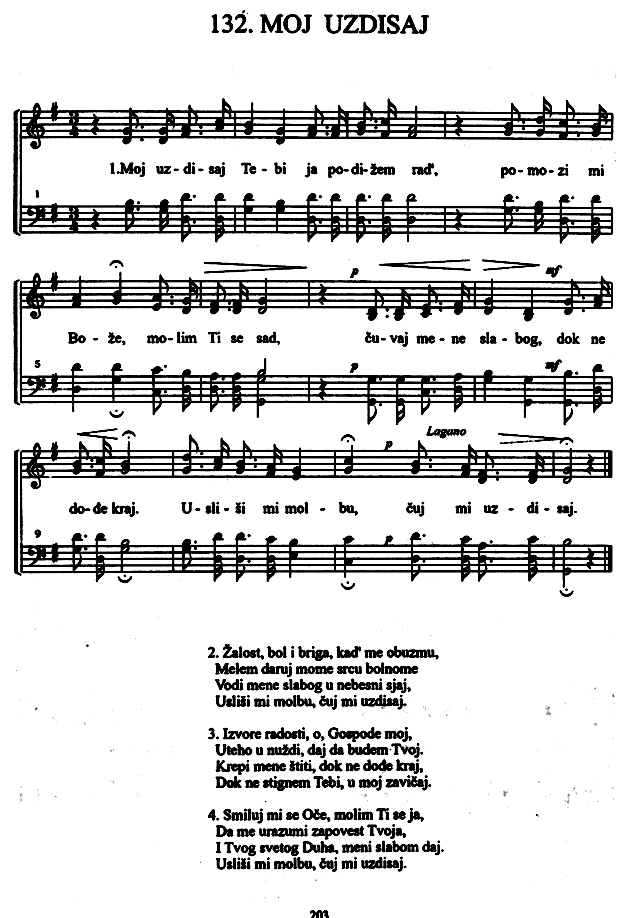 132. MOJ UZDISAJ
1.Moj uz-di-saj Te-bi ja po-di-žem rad', po-mo-zi mi
1
p mf
Bo-že, mo-lim Ti se sad, ču-vaj me-ne sla-bog, dok ne
5 p mf
Lagano
p
do-đe kraj. U-sli-ši mi mol-bu, čuj mi uz-di-saj.
9 p
2. Žalost, bol i briga, kad' me obuzmu,
Melem daruj mome srcu bolnome
Vodi mene slabog u nebesni sjaj,
Usliši mi molbu, čuj mi uzdisaj.
3. Izvore radosti, o, Gospode moj,
Uteho u nuždi, daj da budem Tvoj.
Krepi mene štiti, dok ne dođe kraj,
Dok ne stignem Tebi, u moj zavičaj.
4. Smiluj mi se Oče, molim Ti se ja,
Da me urazumi zapovest Tvoja,
I Tvog svetog Duha, meni slabom daj.
Usliši mi molbu, čuj mi uzdisaj.
203